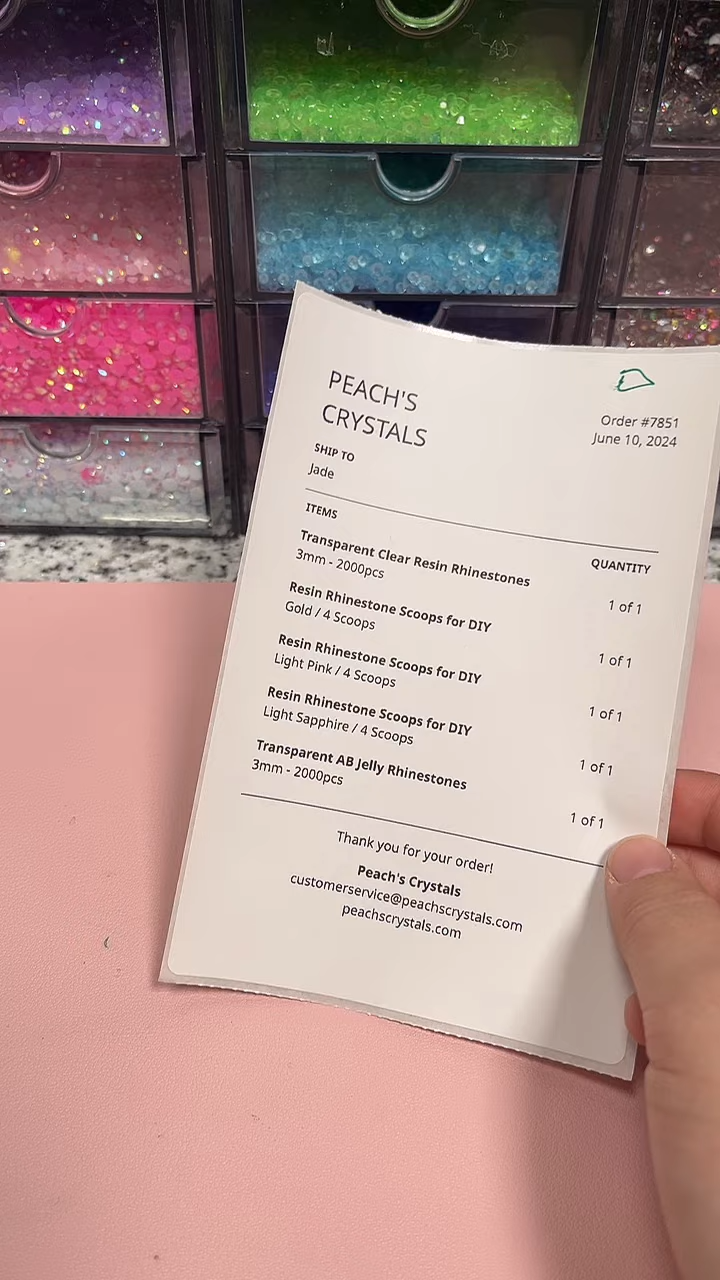 PEACH'S
CRYSTALS
Order #7851
June 10, 2024
SHIP TO
Jade
ITEMS
QUANTITY
Transparent Clear Resin Rhinestones
3mm - 2000pcs
1 of 1
Resin Rhinestone Scoops for DIY
Gold / 4 Scoops
1 of 1
Resin Rhinestone Scoops for DIY
Light Pink / 4 Scoops
1 of 1
Resin Rhinestone Scoops for DIY
Light Sapphire / 4 Scoops
1 of 1
Transparent AB Jelly Rhinestones
3mm - 2000pcs
1 of 1
Thank you for your order!
Peach's Crystals
customerservice@peachscrystals.com
peachscrystals.com